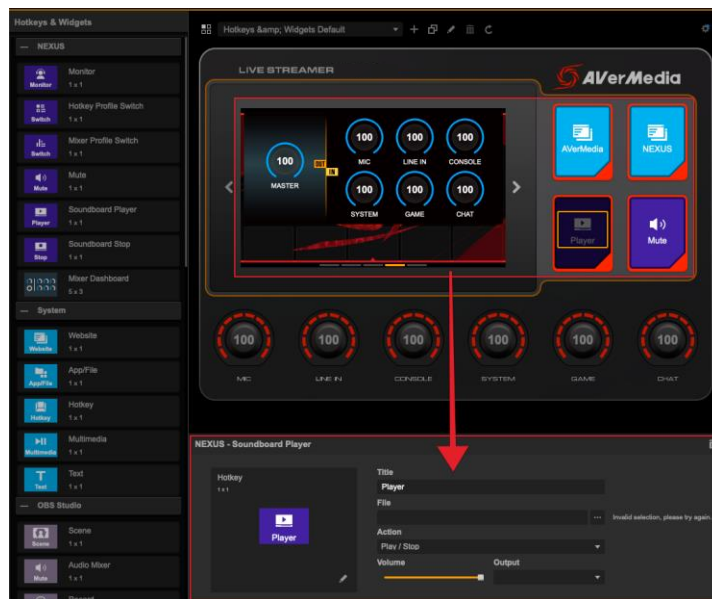 Hotkeys & Widgets
Hotkeys &amp; Widgets Default
NEXUS
Monitor
Monitor
1 x 1
Switch
Hotkey Profile Switch
1 x 1
Switch
Mixer Profile Switch
1 x 1
Mute
Mute
1 x 1
Player
Soundboard Player
1 x 1
Stop
Soundboard Stop
1 x 1
Mixer Dashboard
5 x 3
System
Website
Website
1 x 1
App/File
App/File
1 x 1
Hotkey
Hotkey
1 x 1
Multimedia
Multimedia
1 x 1
Text
Text
1 x 1
OBS Studio
Scene
Scene
1 x 1
Mute
Audio Mixer
1 x 1
Record
LIVE STREAMER
AVerMedia
100
MASTER
OUT
IN
100 100 100
MIC LINE IN CONSOLE
100 100 100
SYSTEM GAME CHAT
AVerMedia NEXUS
Player Mute
100 100 100 100 100 100
MIC LINE IN CONSOLE SYSTEM GAME CHAT
NEXUS - Soundboard Player
Hotkey
1 x 1
Player
Title
Player
File
... Invalid selection, please try again.
Action
Play / Stop
Volume Output